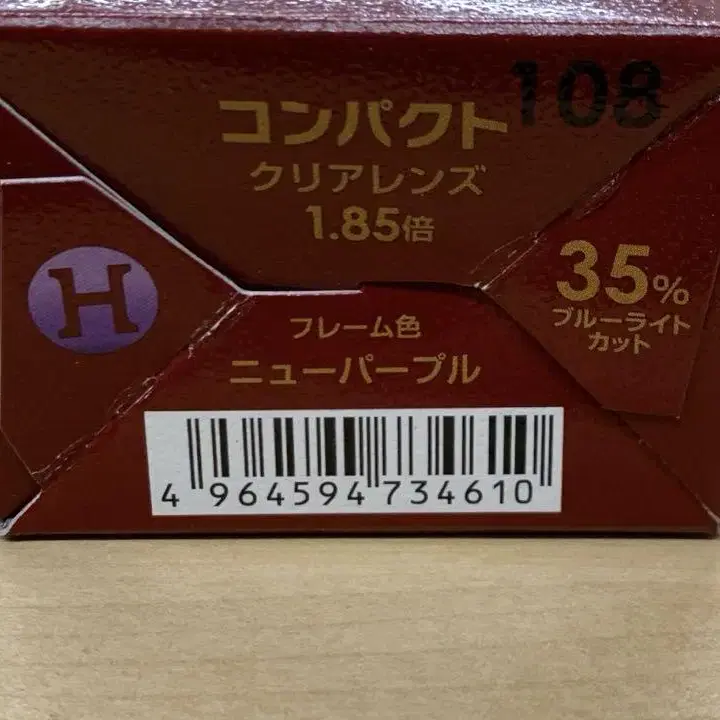 108
コンパクト
クリアレンズ
1.85倍
H
35%
ブルーライト
カット
フレーム色
ニューパープル
4 964594 734610